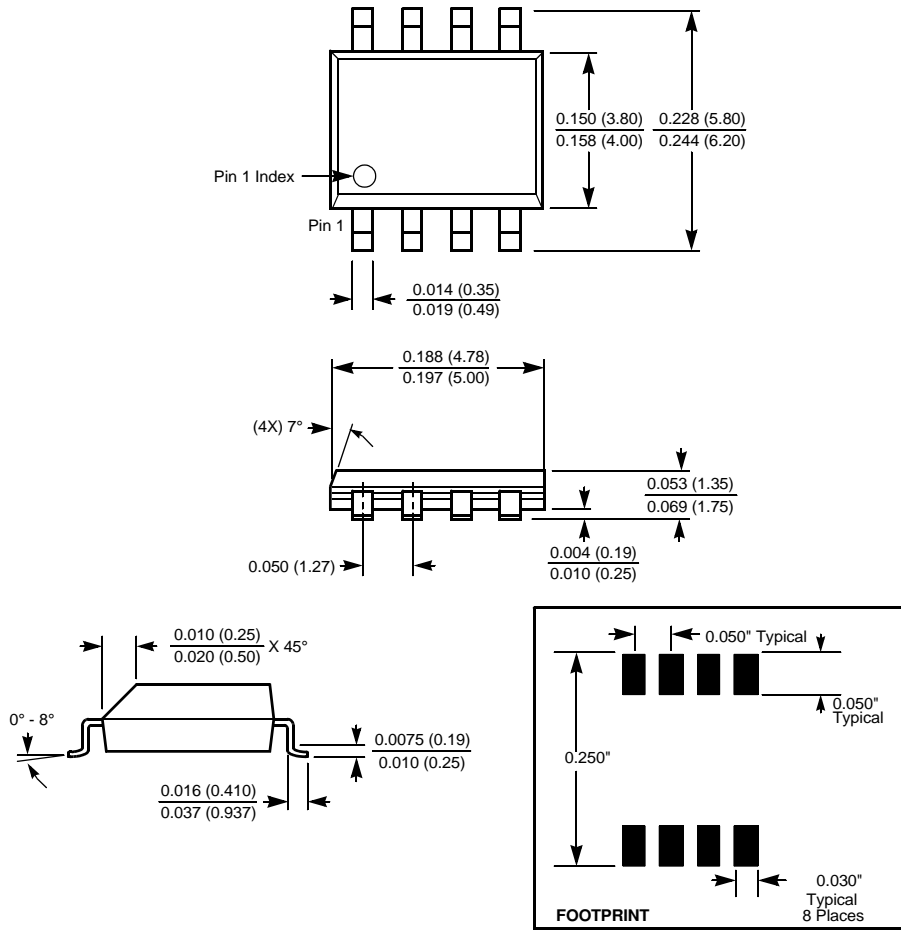 0.150 (3.80)
0.158 (4.00)
0.228 (5.80)
0.244 (6.20)
Pin 1 Index
Pin 1
0.014 (0.35)
0.019 (0.49)
0.188 (4.78)
0.197 (5.00)
(4X) 7°
0.053 (1.35)
0.069 (1.75)
0.050 (1.27)
0.004 (0.19)
0.010 (0.25)
0.010 (0.25)
0.020 (0.50)
X 45°
0° - 8°
0.0075 (0.19)
0.010 (0.25)
0.016 (0.410)
0.037 (0.937)
0.050" Typical
0.050"
Typical
0.250"
0.030"
Typical
8 Places
FOOTPRINT